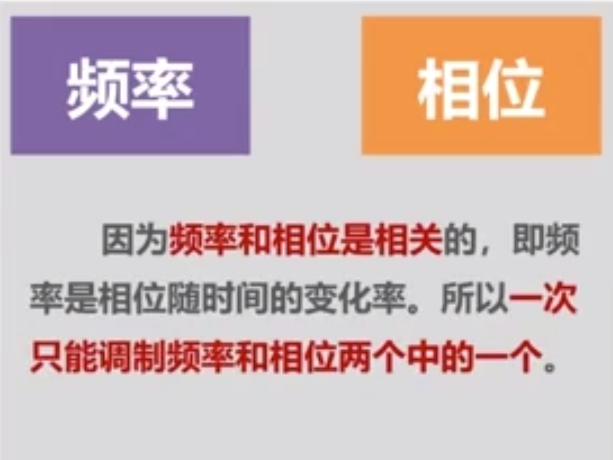 频率
相位
因为频率和相位是相关的，即频
率是相位随时间的变化率。所以一次
只能调制频率和相位两个中的一个。